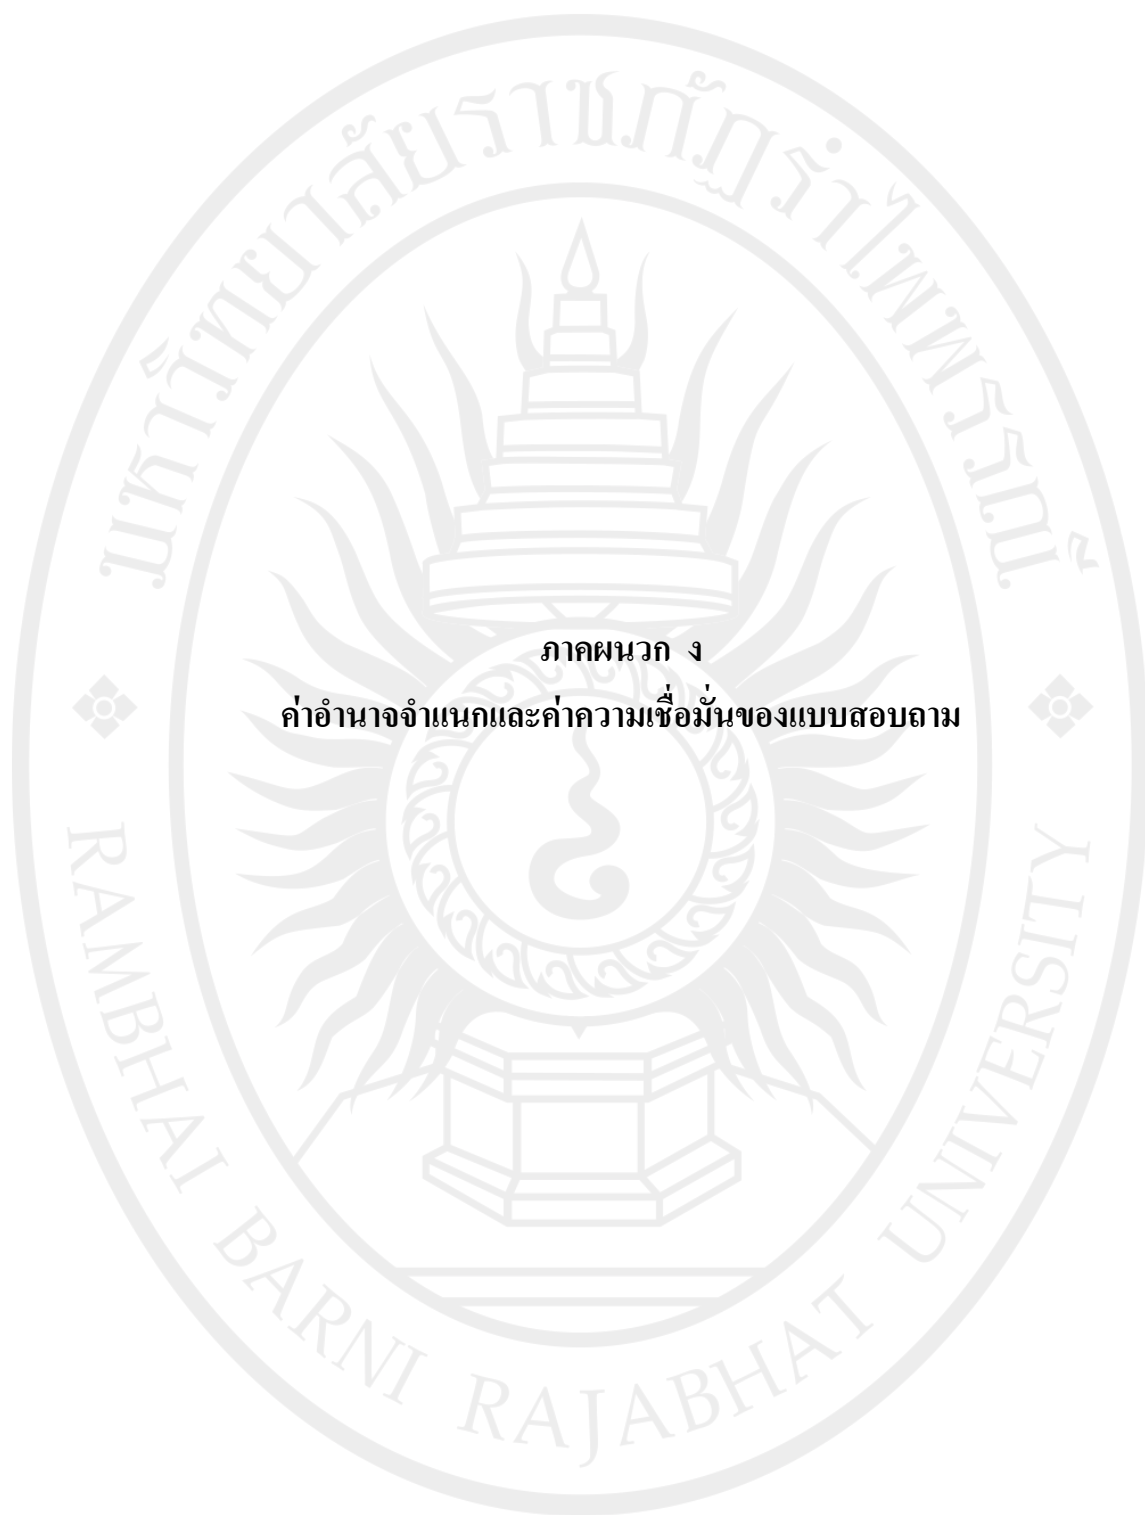 มหาวิทยาลัยราชภัฏรำไพพรรณี
ภาคผนวก ง
ค่าอำนาจจำแนกและค่าความเชื่อมั่นของแบบสอบถาม
RAMBHAI BARNI RAJABHAT UNIVERSITY